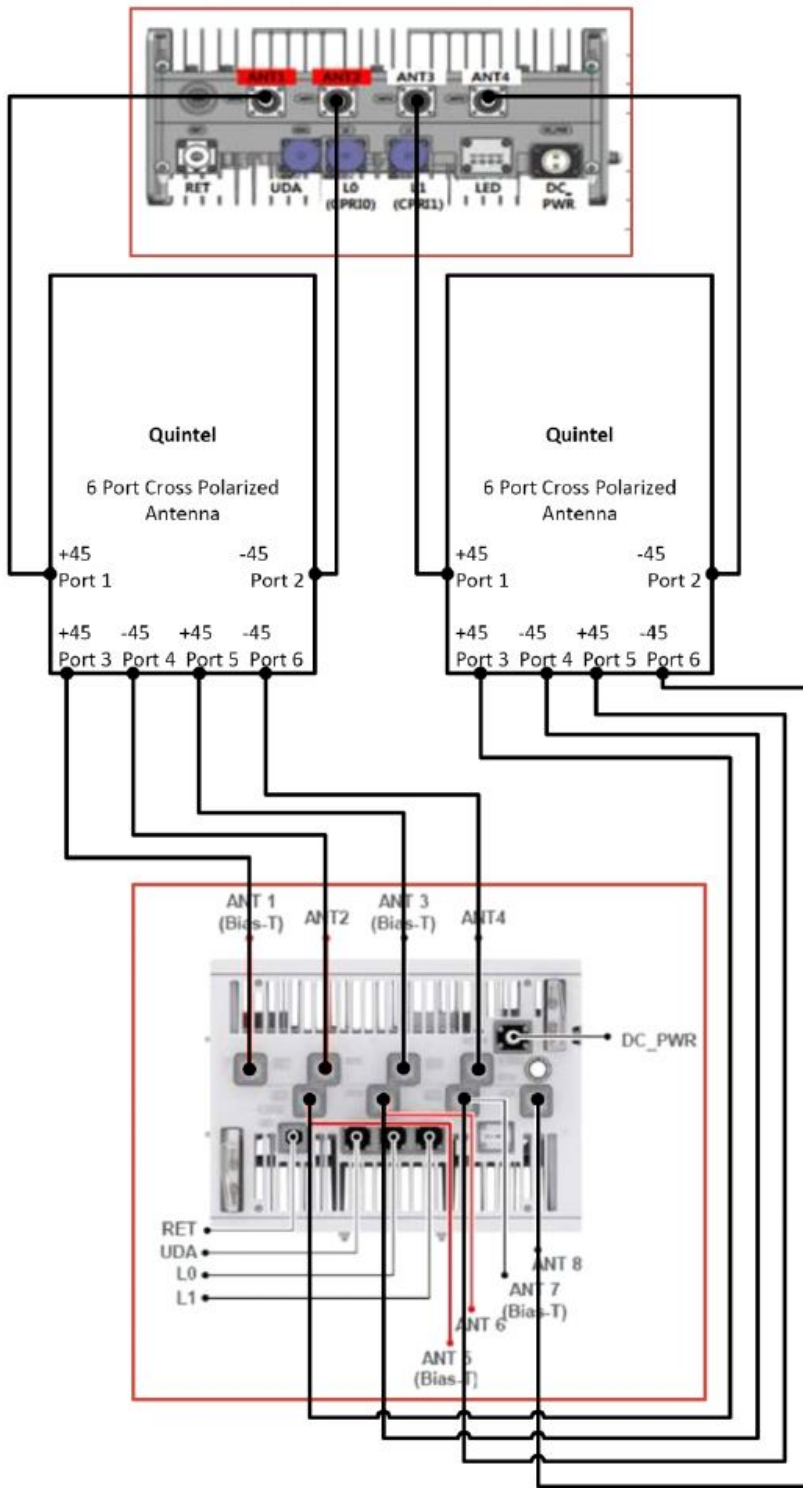 ANT1 ANT2 ANT3 ANT4
RET UDA L0 L1 LED DC_
(CPRI0) (CPRI1) PWR
Quintel
6 Port Cross Polarized
Antenna
+45 -45
Port 1 Port 2
+45 -45 +45 -45
Port 3 Port 4 Port 5 Port 6
Quintel
6 Port Cross Polarized
Antenna
+45 -45
Port 1 Port 2
+45 -45 +45 -45
Port 3 Port 4 Port 5 Port 6
ANT 1 ANT2 ANT 3 ANT4
(Bias-T) (Bias-T)
DC_PWR
RET
UDA
L0
L1
ANT 8
ANT 7
(Bias-T)
ANT 6
ANT 5
(Bias-T)